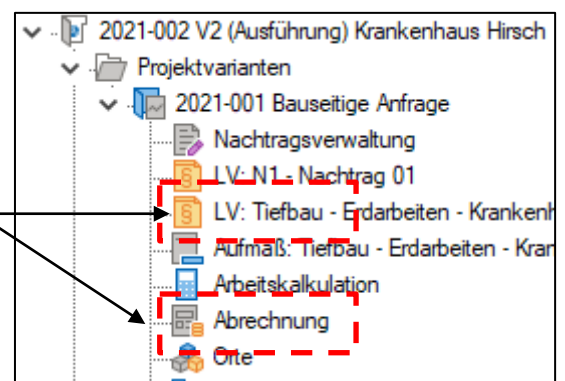 2021-002 V2 (Ausführung) Krankenhaus Hirsch
Projektvarianten
2021-001 Bauseitige Anfrage
Nachtragsverwaltung
LV: N1 - Nachtrag 01
LV: Tiefbau - Erdarbeiten - Krankenh
Aufmaß: Tiefbau - Erdarbeiten - Kran
Arbeitskalkulation
Abrechnung
Orte